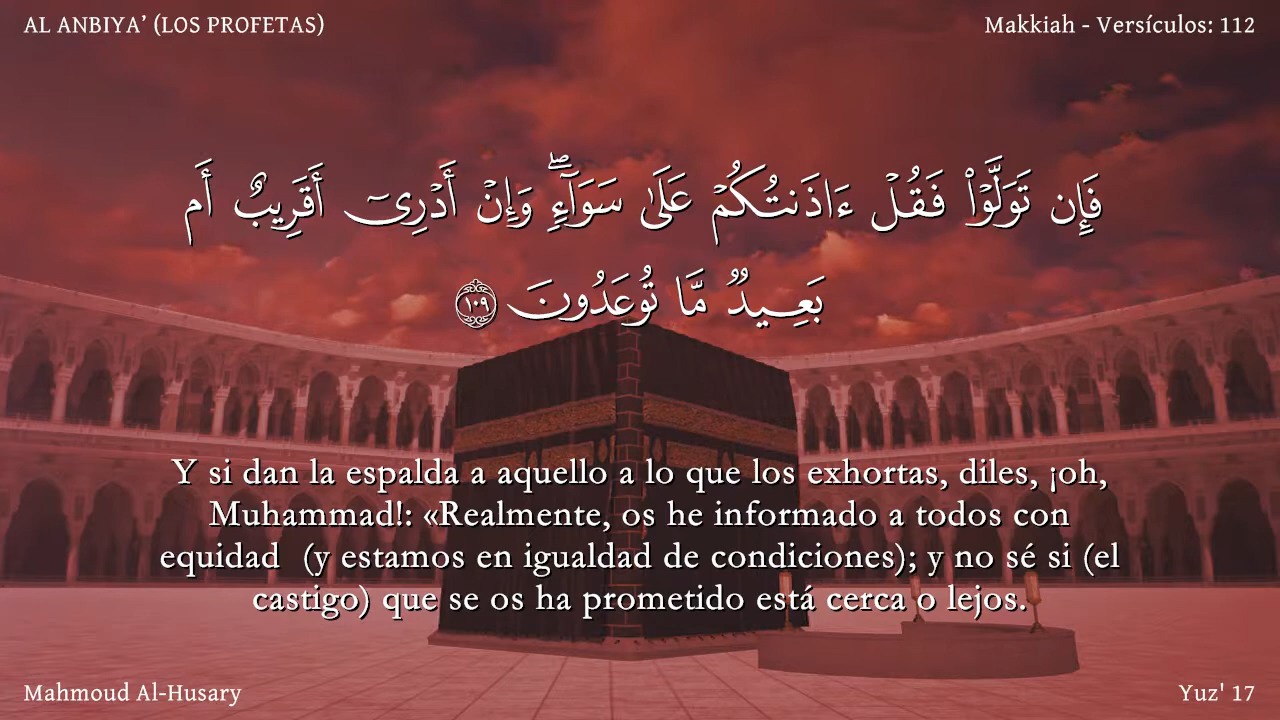 AL ANBIYA’ (LOS PROFETAS)
Makkiah - Versículos: 112
فَإِن تَوَلَّوْا۟ فَقُلْ ءَاذَنتُكُمْ عَلَىٰ سَوَآءٍۢ ۖ وَإِنْ أَدْرِىٓ أَقَرِيبٌ أَم
بَعِيدٌۭ مَّا تُوعَدُونَ ١٠٩
Y si dan la espalda a aquello a lo que los exhortas, diles, ¡oh,
Muhammad!: «Realmente, os he informado a todos con
equidad  (y estamos en igualdad de condiciones); y no sé si (el
castigo) que se os ha prometido está cerca o lejos.
Mahmoud Al-Husary
Yuz' 17